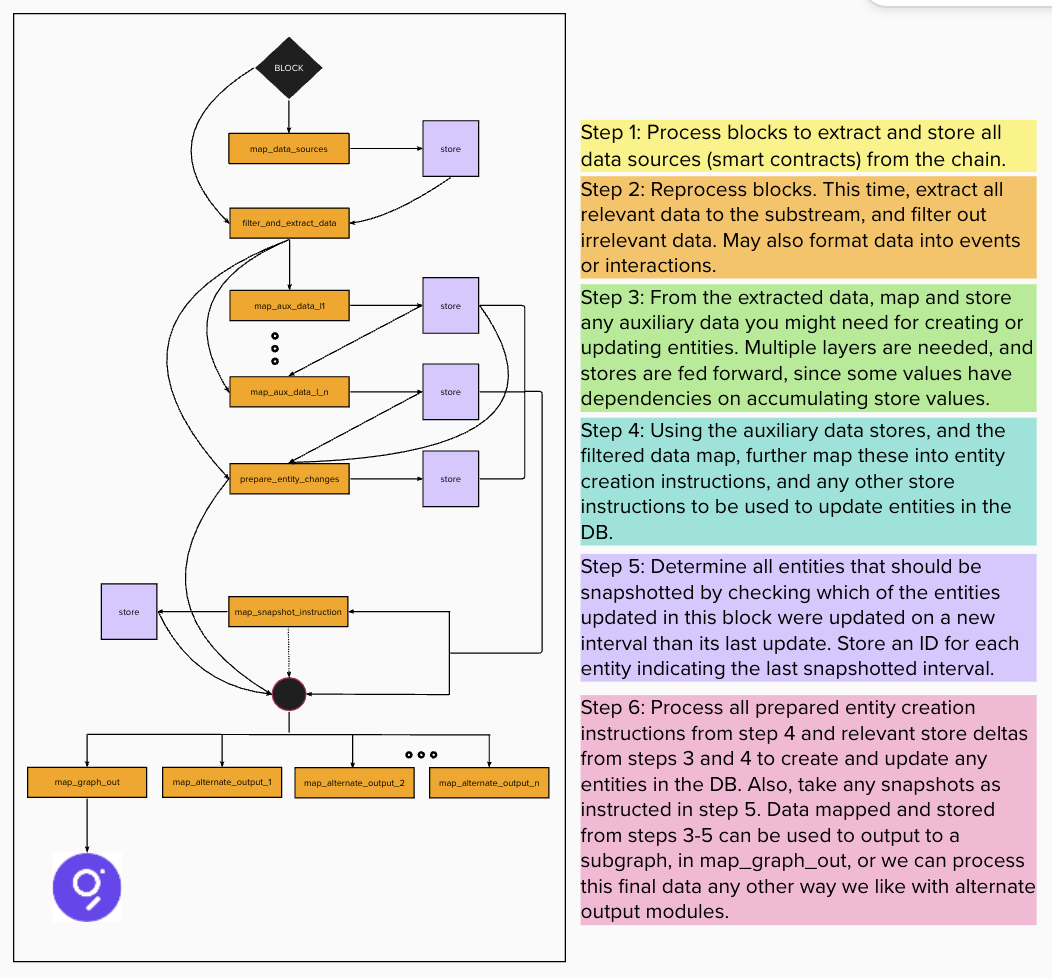 BLOCK
map_data_sources
store
filter_and_extract_data
map_aux_data_l1
store
map_aux_data_l_n
store
prepare_entity_changes
store
store
map_snapshot_instruction
map_graph_out
map_alternate_output_1
map_alternate_output_2
map_alternate_output_n
Step 1: Process blocks to extract and store all
data sources (smart contracts) from the chain.
Step 2: Reprocess blocks. This time, extract all
relevant data to the substream, and filter out
irrelevant data. May also format data into events
or interactions.
Step 3: From the extracted data, map and store
any auxiliary data you might need for creating or
updating entities. Multiple layers are needed, and
stores are fed forward, since some values have
dependencies on accumulating store values.
Step 4: Using the auxiliary data stores, and the
filtered data map, further map these into entity
creation instructions, and any other store
instructions to be used to update entities in the
DB.
Step 5: Determine all entities that should be
snapshotted by checking which of the entities
updated in this block were updated on a new
interval than its last update. Store an ID for each
entity indicating the last snapshotted interval.
Step 6: Process all prepared entity creation
instructions from step 4 and relevant store deltas
from steps 3 and 4 to create and update any
entities in the DB. Also, take any snapshots as
instructed in step 5. Data mapped and stored
from steps 3-5 can be used to output to a
subgraph, in map_graph_out, or we can process
this final data any other way we like with alternate
output modules.